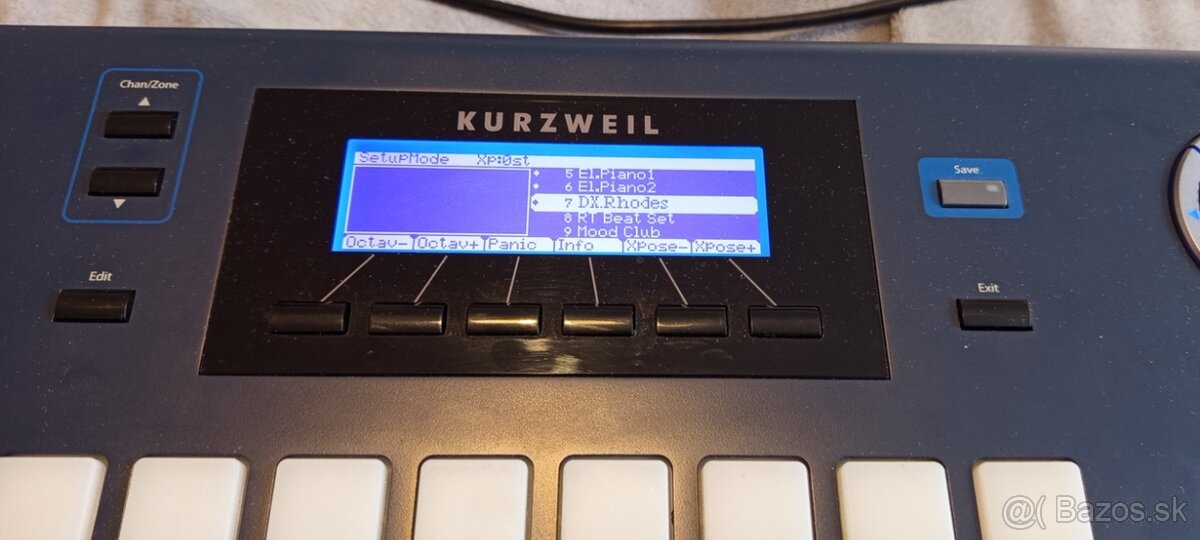 Chan/Zone
KURZWEIL
SetupMode Xp:0st
5 El.Piano1
6 El.Piano2
7 DX.Rhodes
8 RT Beat Set
9 Mood Club
Octav- Octav+ Panic Info Xpose- Xpose+
Save
Edit
Exit
@( Bazos.sk